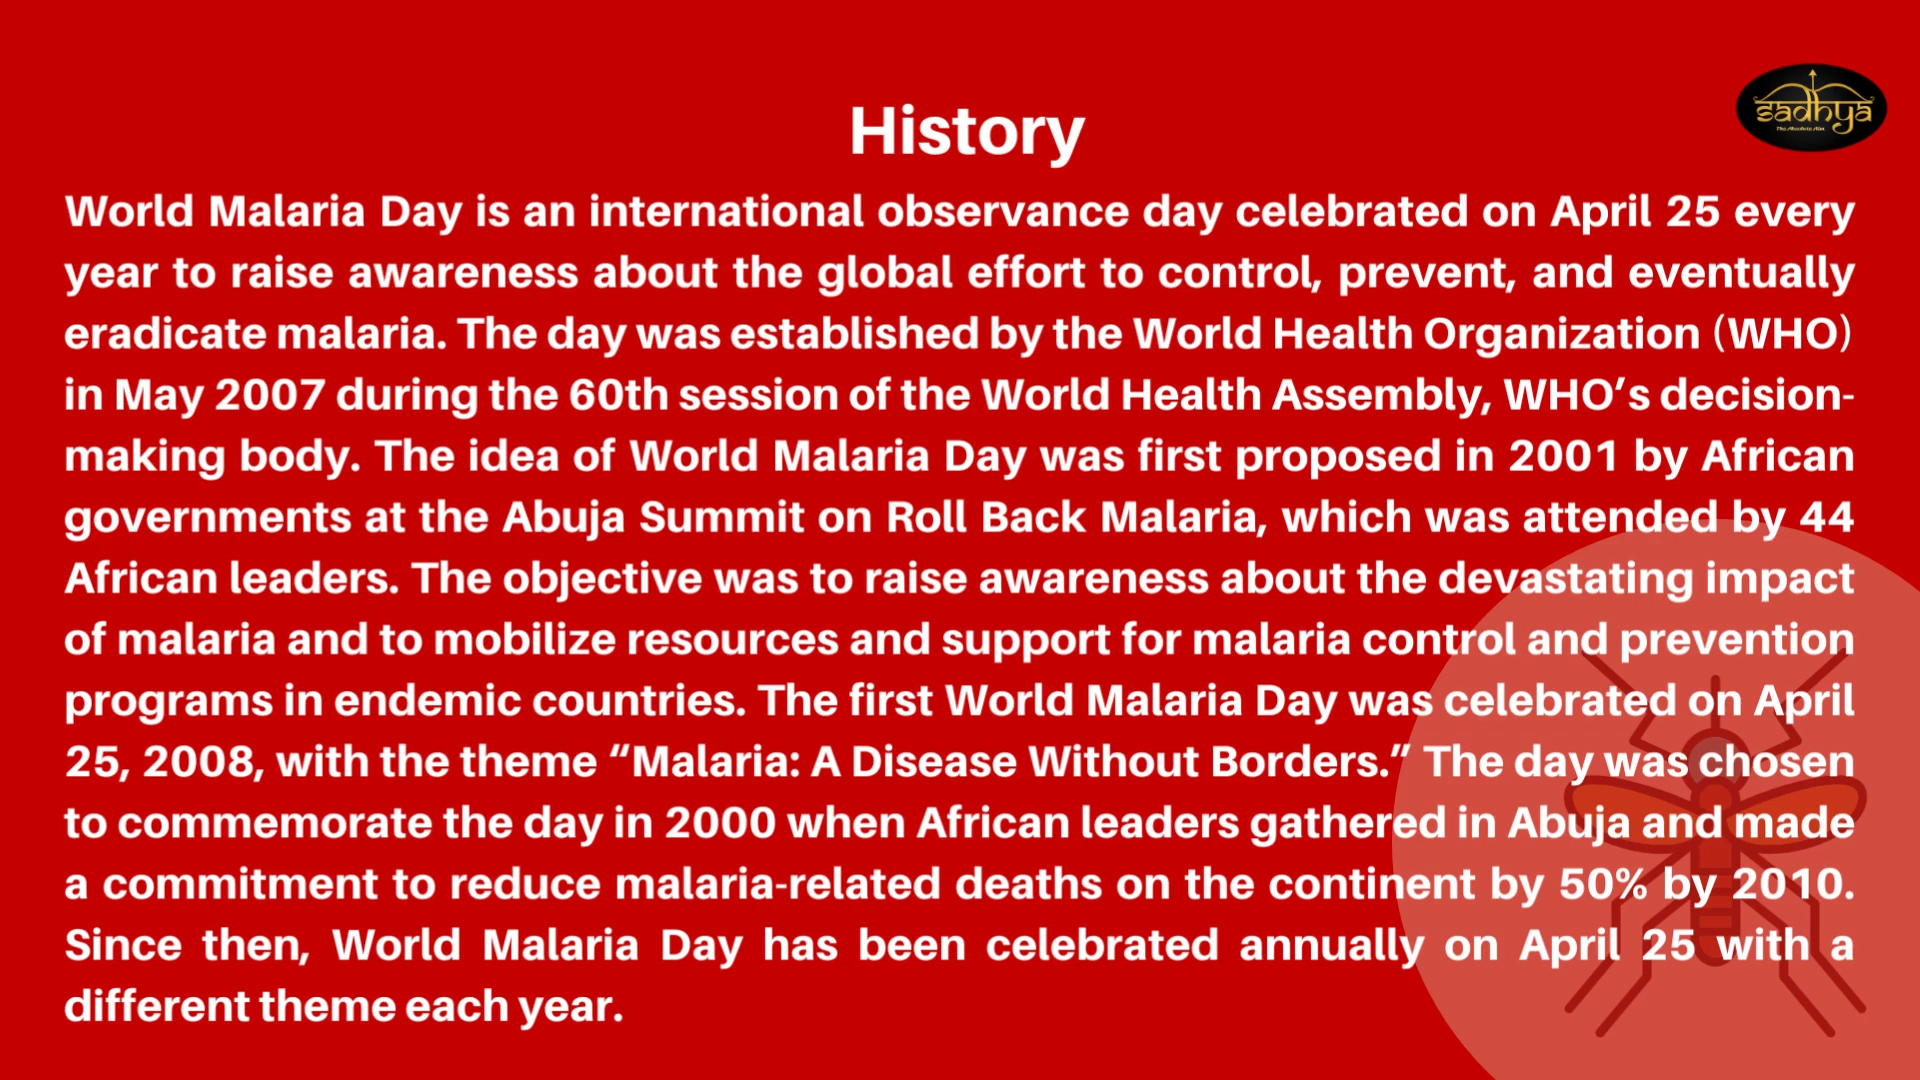 sadhya
The Absolute Aim
History
World Malaria Day is an international observance day celebrated on April 25 every
year to raise awareness about the global effort to control, prevent, and eventually
eradicate malaria. The day was established by the World Health Organization (WHO)
in May 2007 during the 60th session of the World Health Assembly, WHO’s decision-
making body. The idea of World Malaria Day was first proposed in 2001 by African
governments at the Abuja Summit on Roll Back Malaria, which was attended by 44
African leaders. The objective was to raise awareness about the devastating impact
of malaria and to mobilize resources and support for malaria control and prevention
programs in endemic countries. The first World Malaria Day was celebrated on April
25, 2008, with the theme “Malaria: A Disease Without Borders.” The day was chosen
to commemorate the day in 2000 when African leaders gathered in Abuja and made
a commitment to reduce malaria-related deaths on the continent by 50% by 2010.
Since then, World Malaria Day has been celebrated annually on April 25 with a
different theme each year.